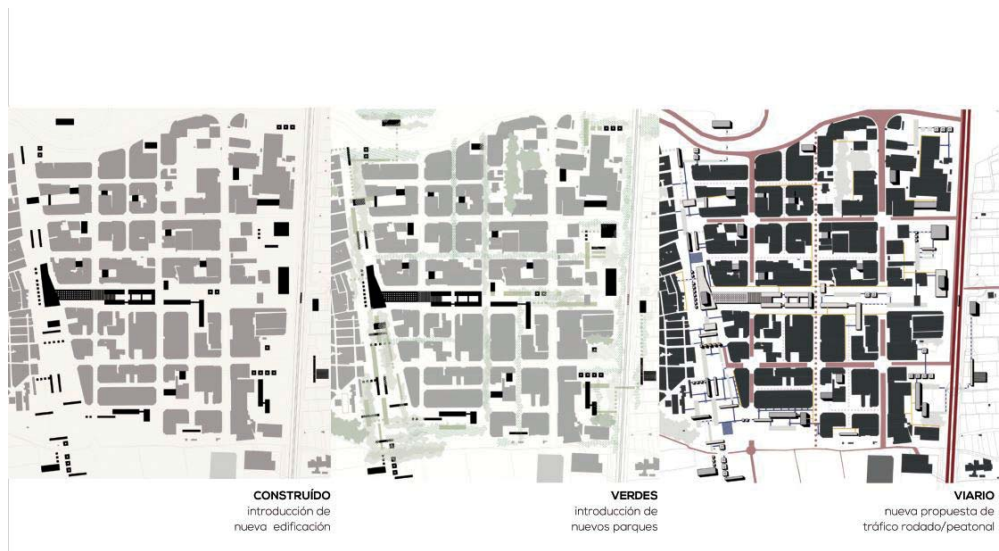 CONSTRUÍDO
introducción de
nueva edificación
VERDES
introducción de
nuevos parques
VIARIO
nueva propuesta de
tráfico rodado/peatonal